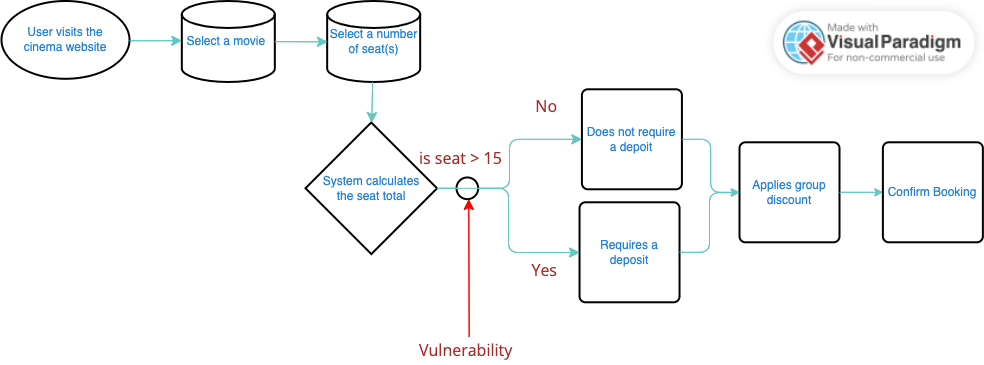 User visits the
cinema website
Select a movie
Select a number
of seat(s)
Made with
Visual Paradigm
For non-commercial use
System calculates
the seat total
is seat > 15
No
Does not require
a depoit
Yes
Requires a
deposit
Applies group
discount
Confirm Booking
Vulnerability